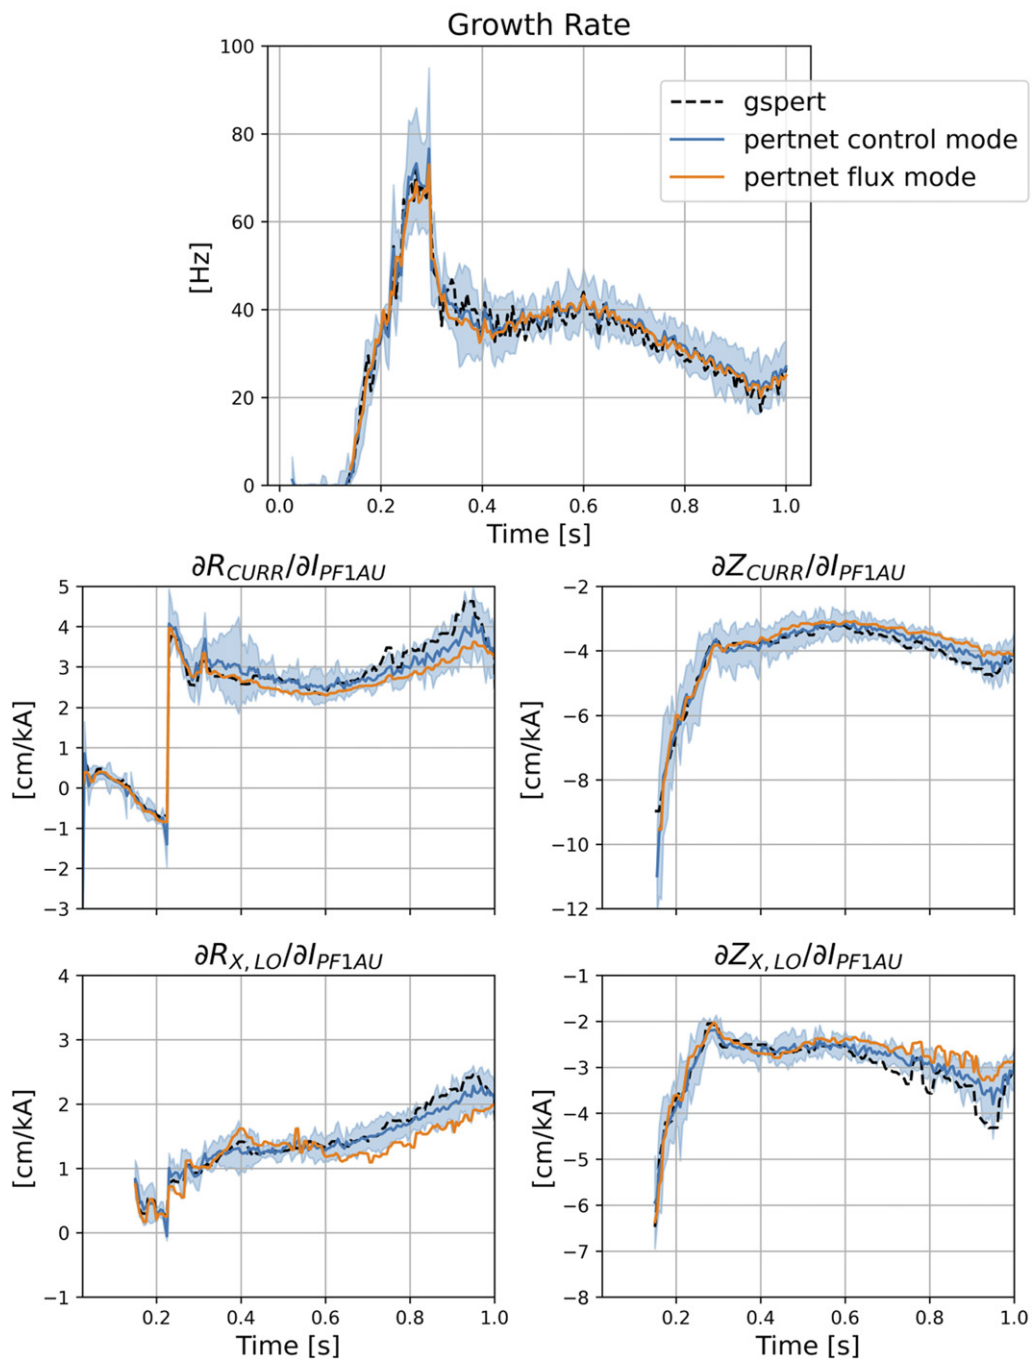 Growth Rate
100
80
60
40
20
0
[Hz]
gspert
pertnet control mode
pertnet flux mode
0.0 0.2 0.4 0.6 0.8 1.0
Time [s]
∂R_CURR/∂I_PF1AU
5
4
3
2
1
0
−1
−2
−3
[cm/kA]
∂Z_CURR/∂I_PF1AU
−2
−4
−6
−8
−10
−12
[cm/kA]
∂R_X, LO/∂I_PF1AU
4
3
2
1
0
−1
[cm/kA]
0.2 0.4 0.6 0.8 1.0
Time [s]
∂Z_X, LO/∂I_PF1AU
−1
−2
−3
−4
−5
−6
−7
−8
[cm/kA]
0.2 0.4 0.6 0.8 1.0
Time [s]